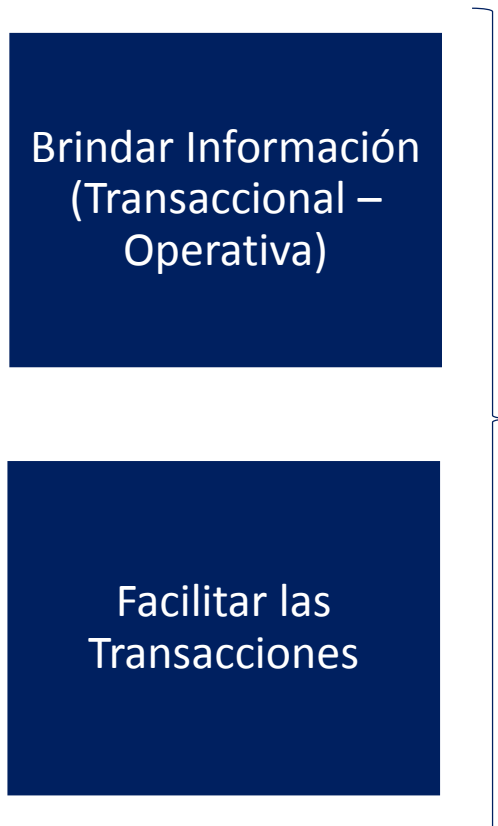 Brindar Información
(Transaccional –
Operativa)
Facilitar las
Transacciones